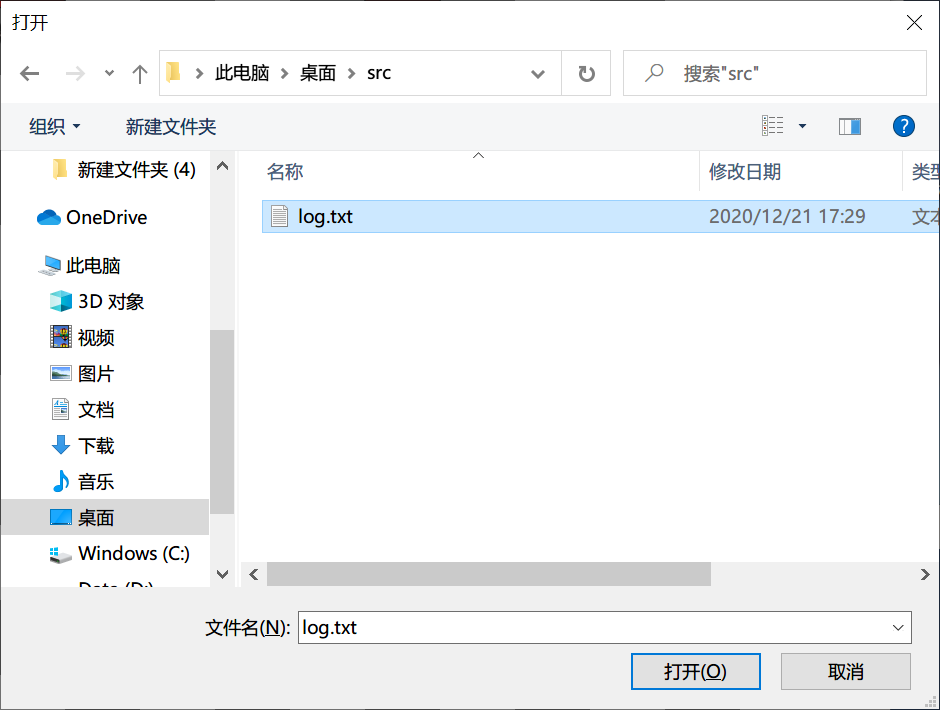 打开
此电脑 桌面 src
搜索"src"
组织 新建文件夹
新建文件夹 (4)
OneDrive
此电脑
3D 对象
视频
图片
文档
下载
音乐
桌面
Windows (C:)
Data (D:)
名称 修改日期 类型
log.txt 2020/12/21 17:29 文本
文件名(N): log.txt
打开(O) 取消